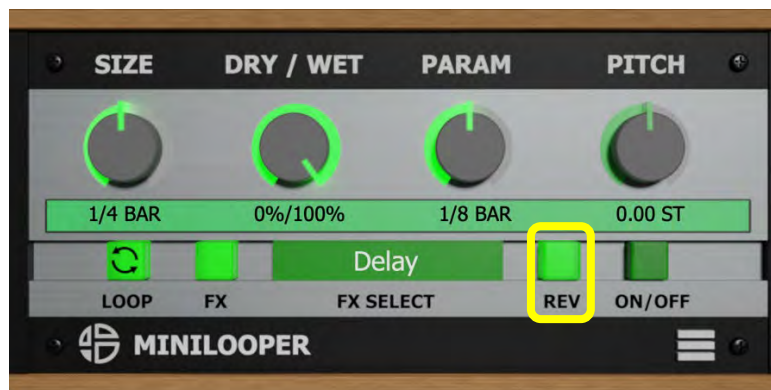 SIZE DRY / WET PARAM PITCH
1/4 BAR 0%/100% 1/8 BAR 0.00 ST
Delay
LOOP FX FX SELECT REV ON/OFF
MINILOOPER